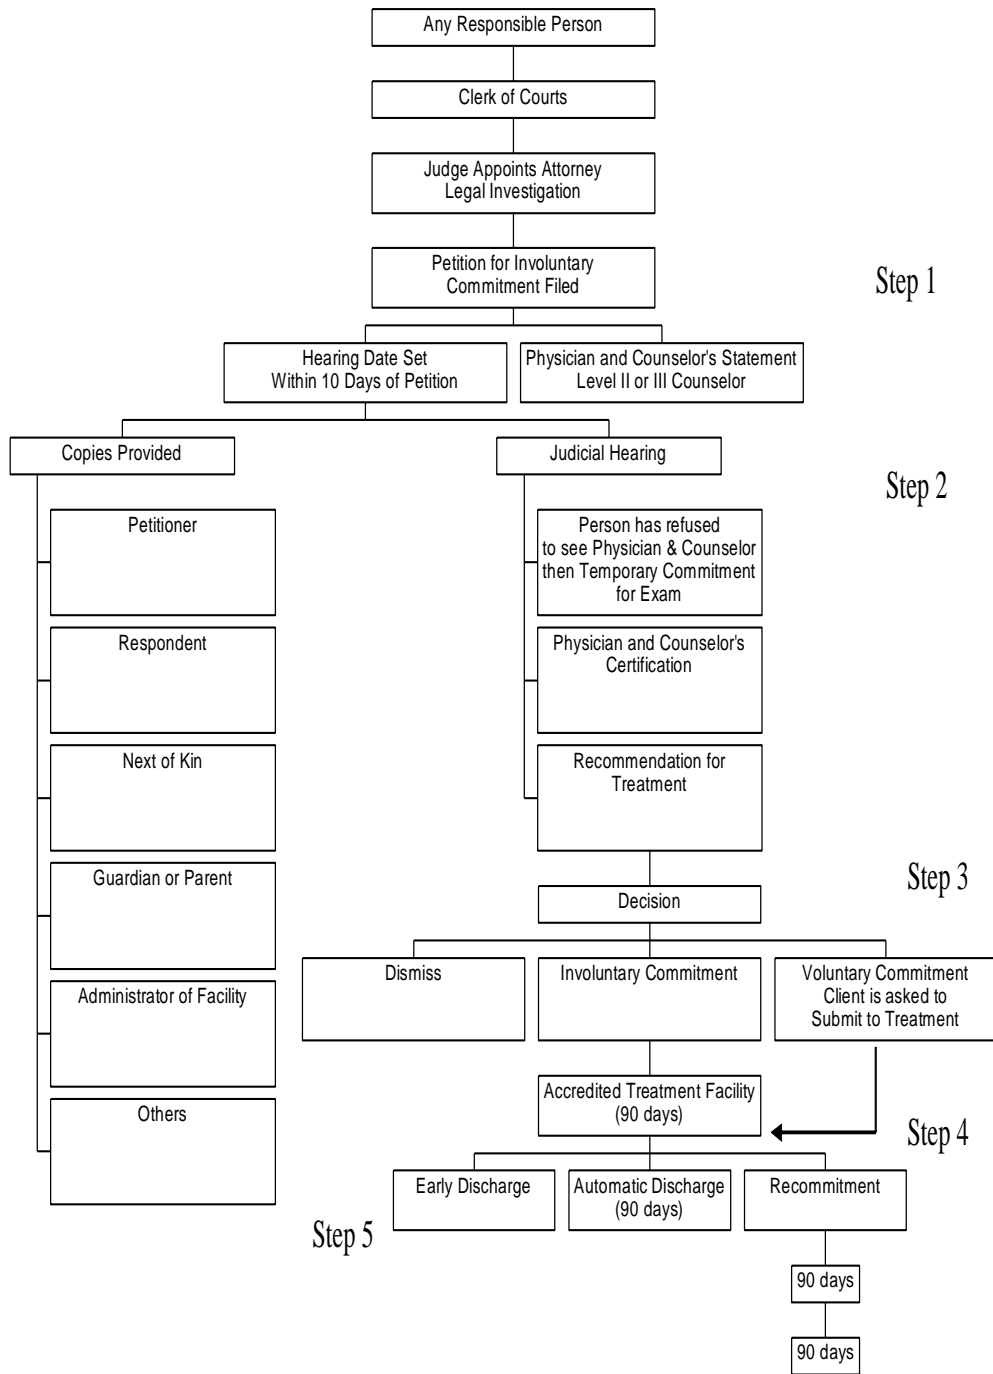 Any Responsible Person
Clerk of Courts
Judge Appoints Attorney
Legal Investigation
Petition for Involuntary
Commitment Filed
Step 1
Hearing Date Set
Within 10 Days of Petition
Physician and Counselor's Statement
Level II or III Counselor
Copies Provided
Judicial Hearing
Step 2
Petitioner
Respondent
Next of Kin
Guardian or Parent
Administrator of Facility
Others
Person has refused
to see Physician & Counselor
then Temporary Commitment
for Exam
Physician and Counselor's
Certification
Recommendation for
Treatment
Step 3
Decision
Dismiss
Involuntary Commitment
Voluntary Commitment
Client is asked to
Submit to Treatment
Accredited Treatment Facility
(90 days)
Step 4
Early Discharge
Automatic Discharge
(90 days)
Recommitment
Step 5
90 days
90 days